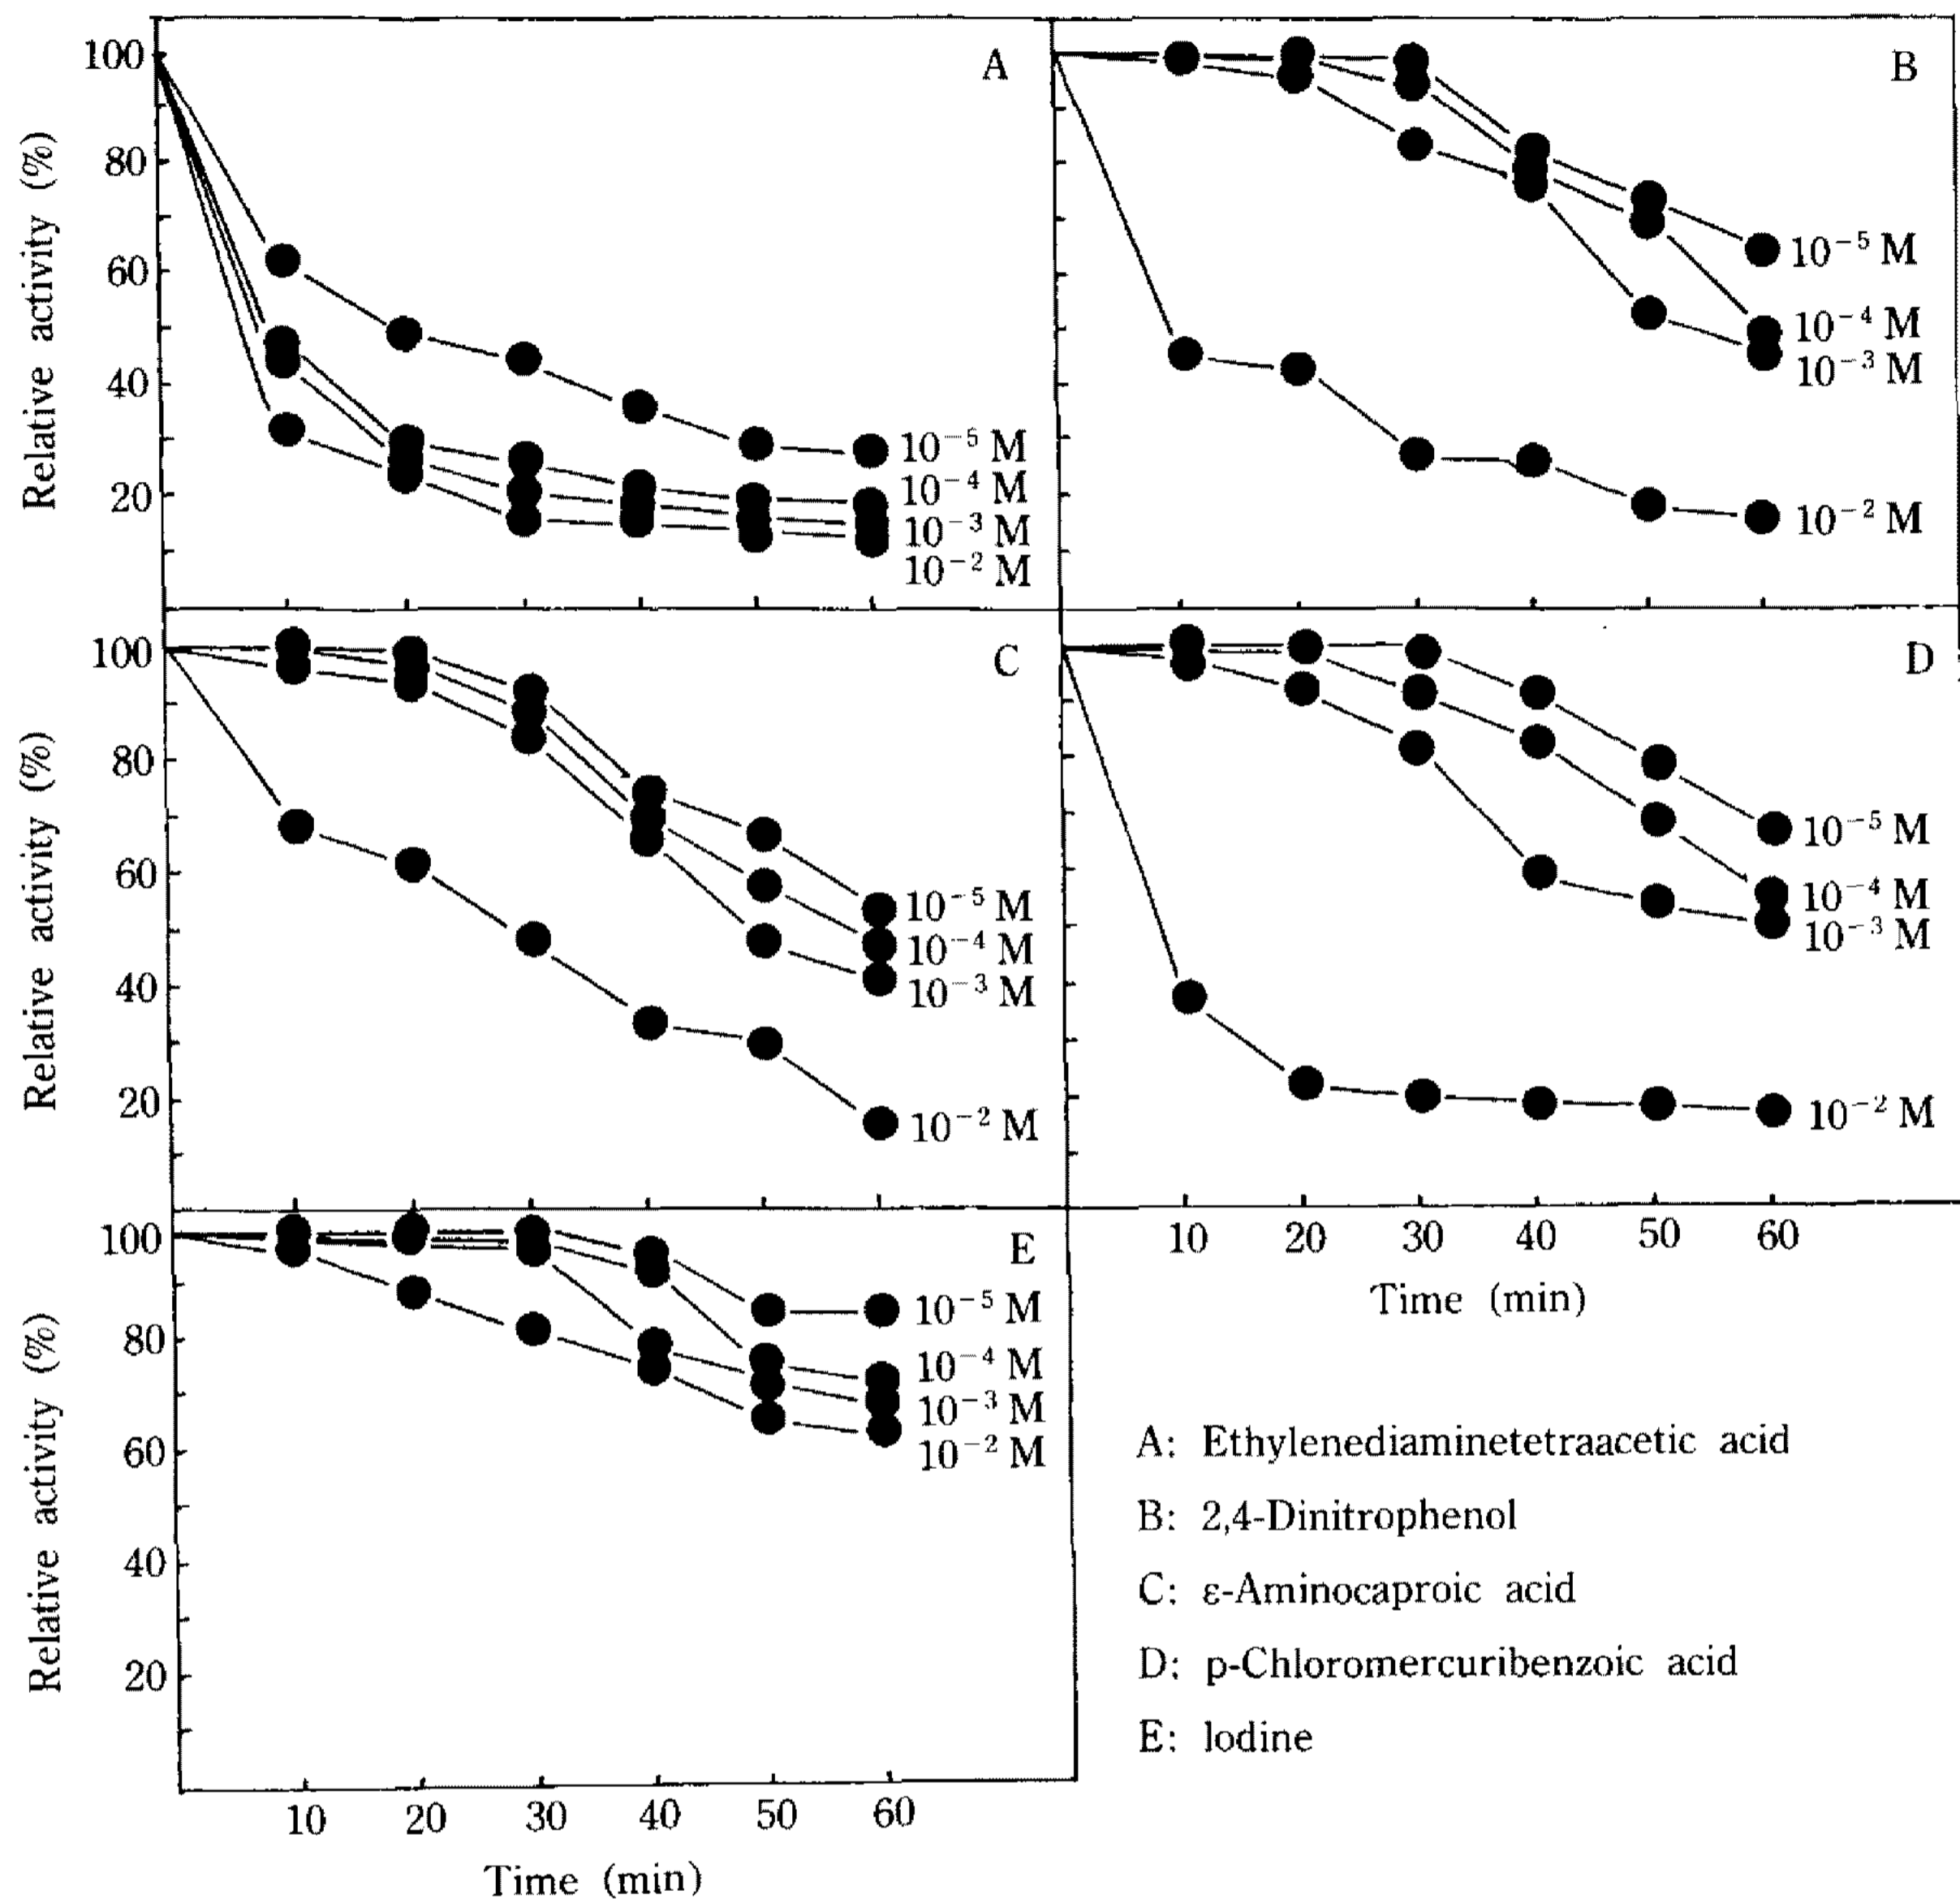 A
Relative activity (%)
100
80
60
40
20
10⁻⁵ M
10⁻⁴ M
10⁻³ M
10⁻² M
B
10⁻⁵ M
10⁻⁴ M
10⁻³ M
10⁻² M
C
Relative activity (%)
100
80
60
40
20
10⁻⁵ M
10⁻⁴ M
10⁻³ M
10⁻² M
D
10⁻⁵ M
10⁻⁴ M
10⁻³ M
10⁻² M
10 20 30 40 50 60
Time (min)
E
Relative activity (%)
100
80
60
40
20
10⁻⁵ M
10⁻⁴ M
10⁻³ M
10⁻² M
10 20 30 40 50 60
Time (min)
A: Ethylenediaminetetraacetic acid
B: 2,4-Dinitrophenol
C: ε-Aminocaproic acid
D: p-Chloromercuribenzoic acid
E: Iodine